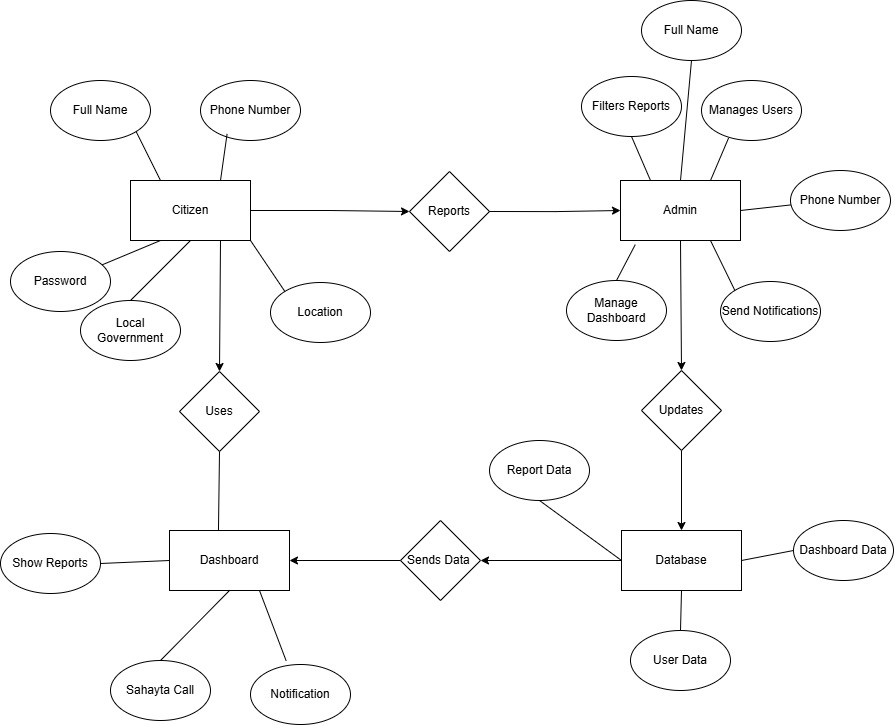 Full Name
Full Name
Phone Number
Filters Reports
Manages Users
Citizen
Reports
Admin
Phone Number
Password
Local
Government
Location
Manage
Dashboard
Send Notifications
Uses
Updates
Report Data
Show Reports
Dashboard
Sends Data
Database
Dashboard Data
Sahayta Call
Notification
User Data